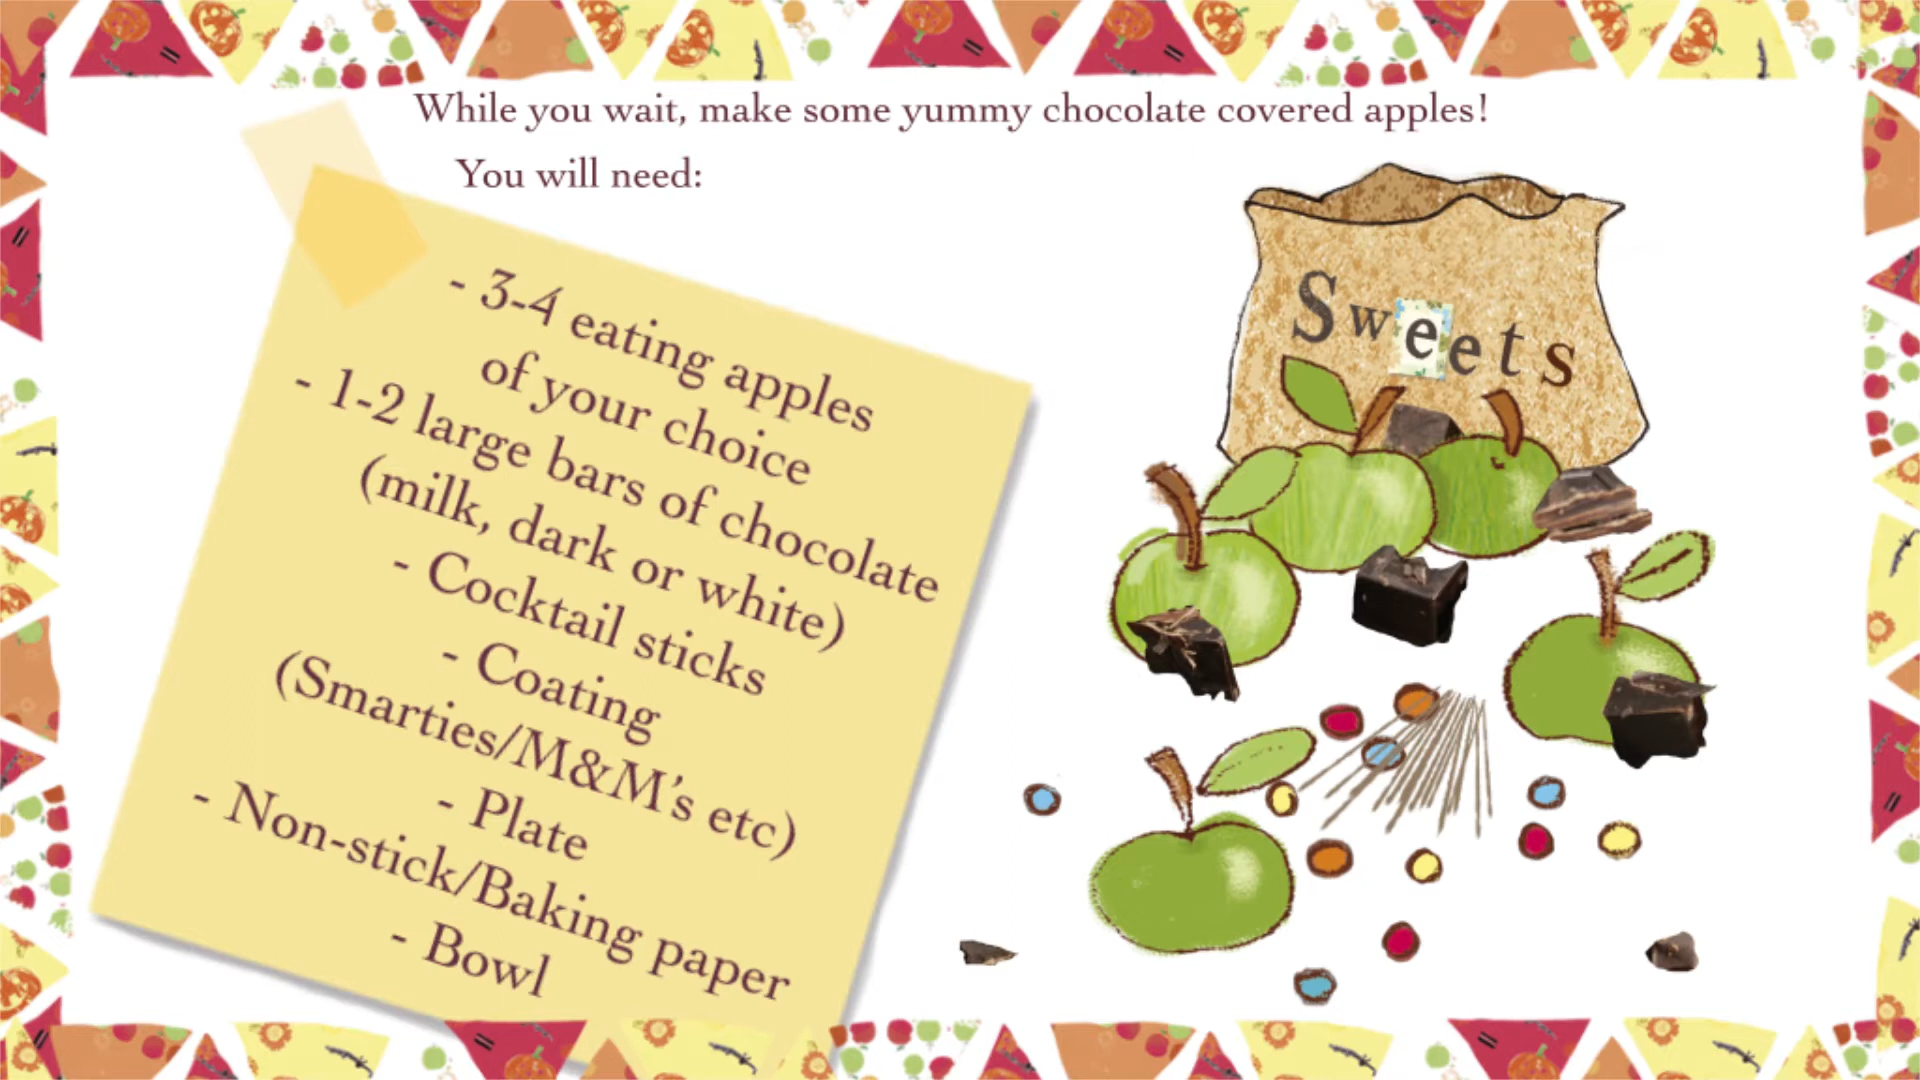 While you wait, make some yummy chocolate covered apples!
You will need:
- 3-4 eating apples
of your choice
- 1-2 large bars of chocolate
(milk, dark or white)
- Cocktail sticks
- Coating
(Smarties/M&M's etc)
- Plate
- Non-stick/Baking paper
- Bowl
Sweets